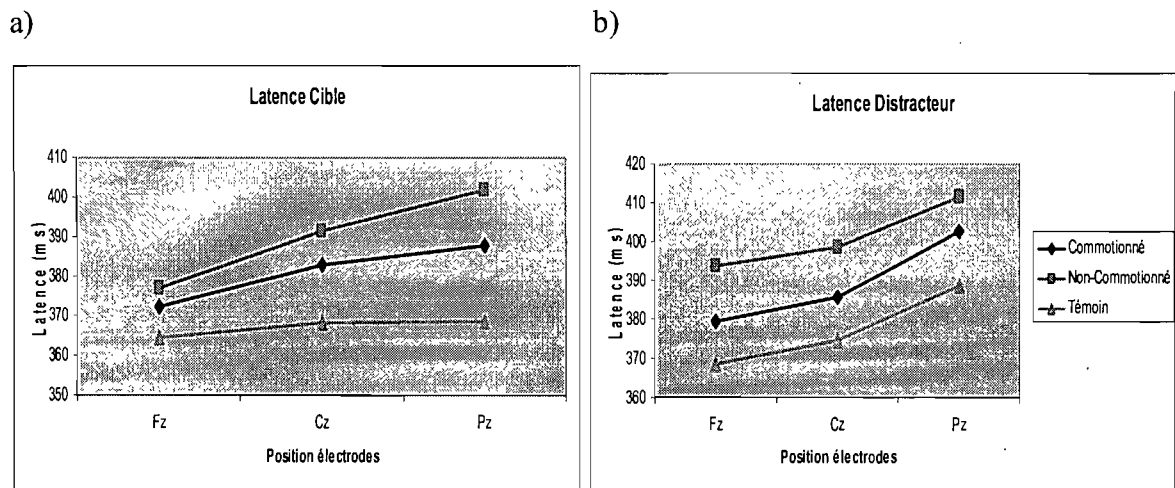 a)
Latence Cible
Latence (ms)
410
400
390
380
370
360
350
Fz Cz Pz
Position électrodes
b)
Latence Distracteur
Latence (ms)
420
410
400
390
380
370
360
Fz Cz Pz
Position électrodes
Commotionné
Non-Commotionné
Témoin